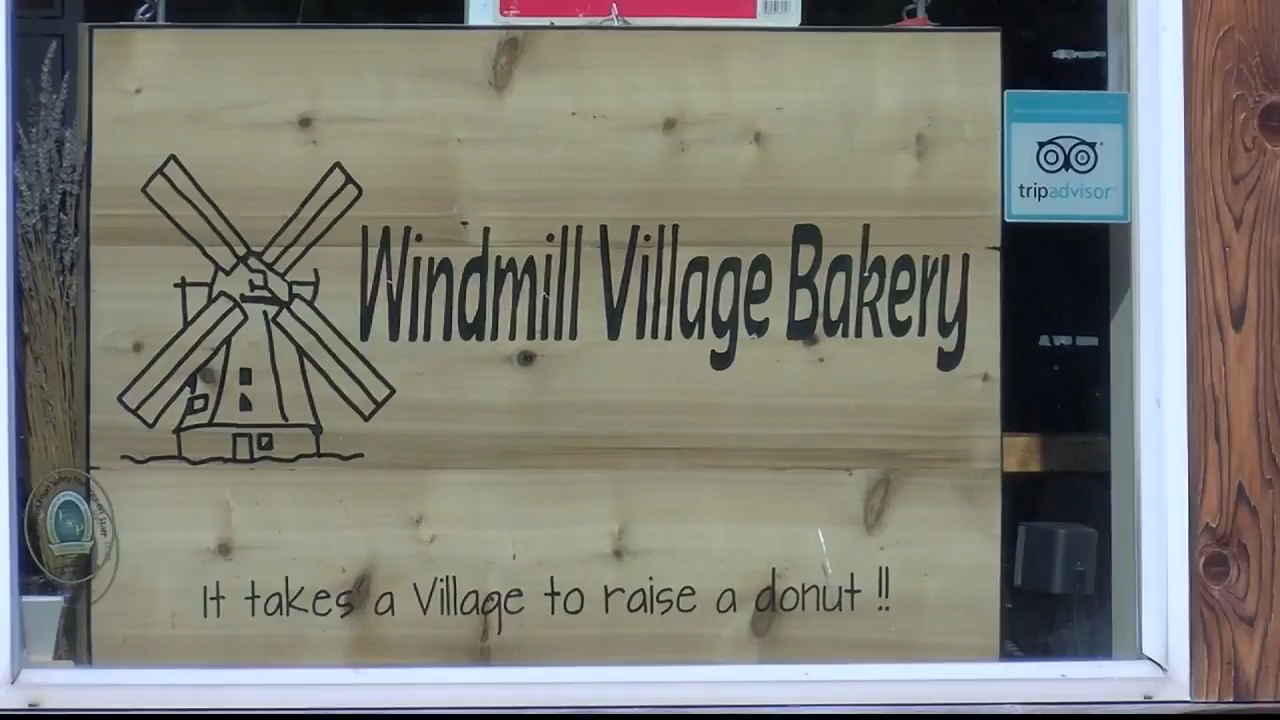 Windmill Village Bakery
tripadvisor
It takes a Village to raise a donut !!